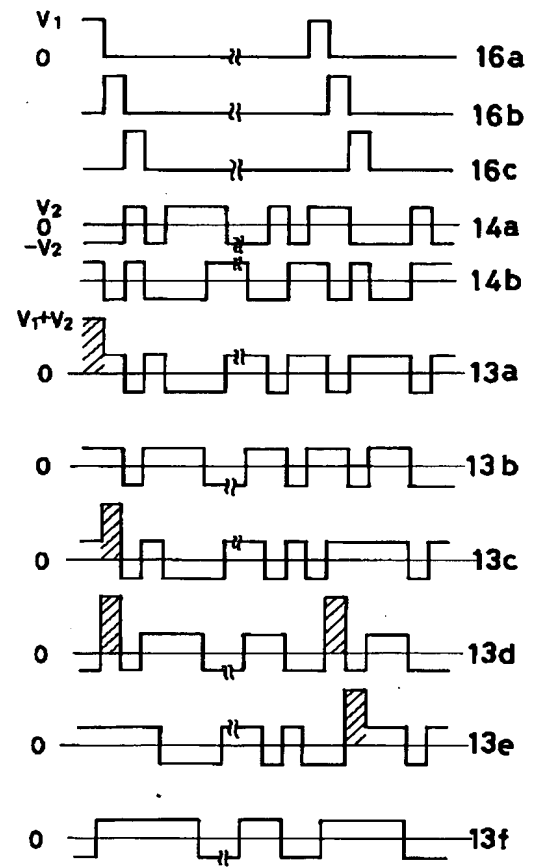 V₁
0 16a
16b
16c
V₂
0 14a
-V₂
14b
V₁+V₂
0 13a
0 13b
0 13c
0 13d
0 13e
0 13f